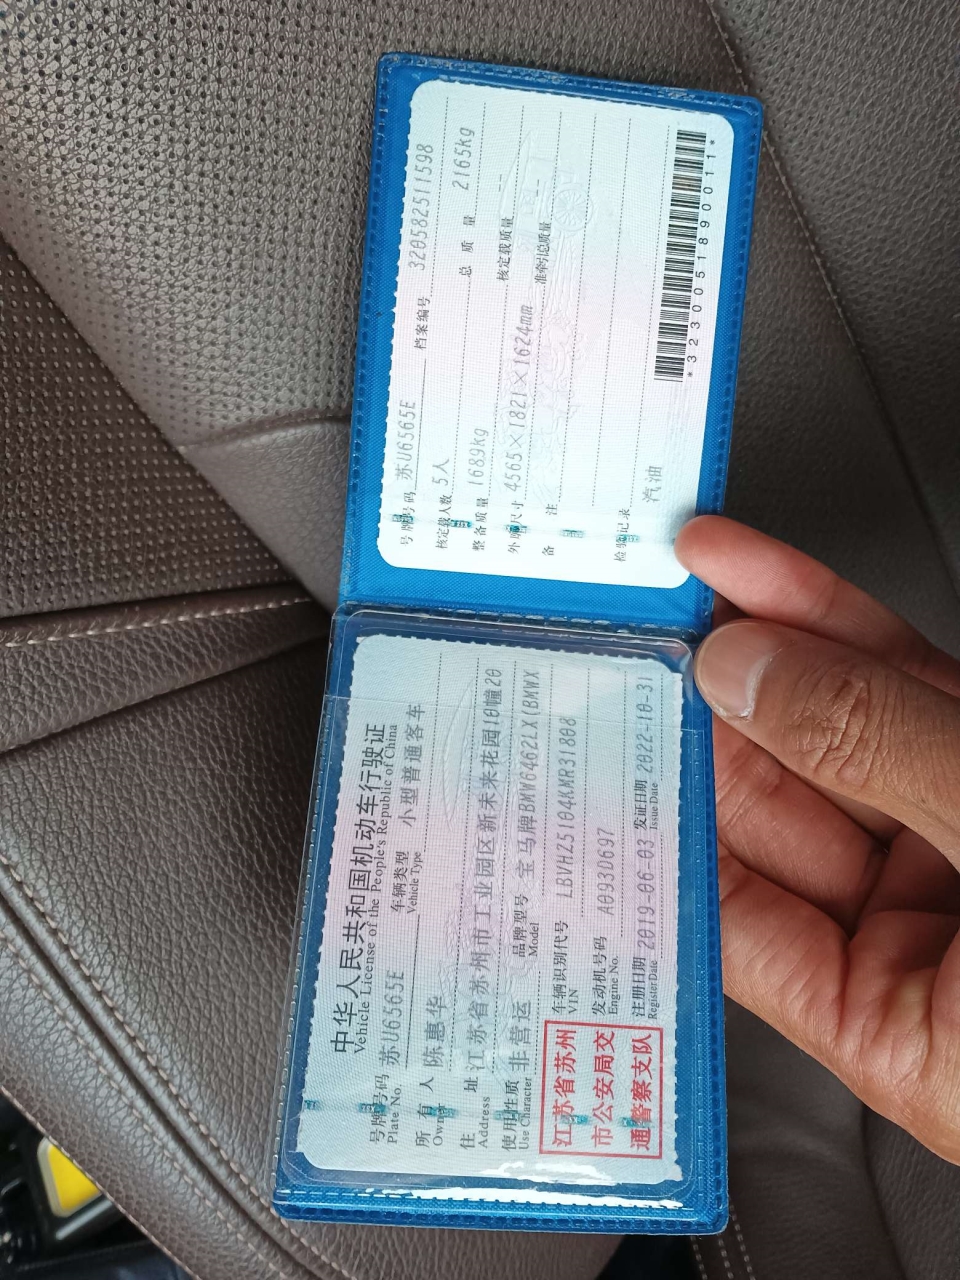 中华人民共和国机动车行驶证
Vehicle License of the People's Republic of China
号牌号码 苏U6565E 车辆类型 小型普通客车
Plate No. Vehicle Type
所有人 陈惠华
Owner
住址 江苏省苏州市工业园区新未来花园10幢20
Address
使用性质 非营运 品牌型号 宝马牌BMW6462LX(BMWX
Use Character Model
江苏省苏州
市公安局交
通警察支队
车辆识别代号 LBVHZ5104KMR31808
VIN
发动机号码 A093D697
Engine No.
注册日期 2019-06-03 发证日期 2022-10-31
Register Date Issue Date
号牌号码 苏U6565E 档案编号 320582511598
核定载人数 5人 总质量 2165kg
整备质量 1689kg 核定载质量 --
外廓尺寸 4565×1821×1624mm 准牵引总质量 --
备注
检验记录 汽油
*3230051890011*